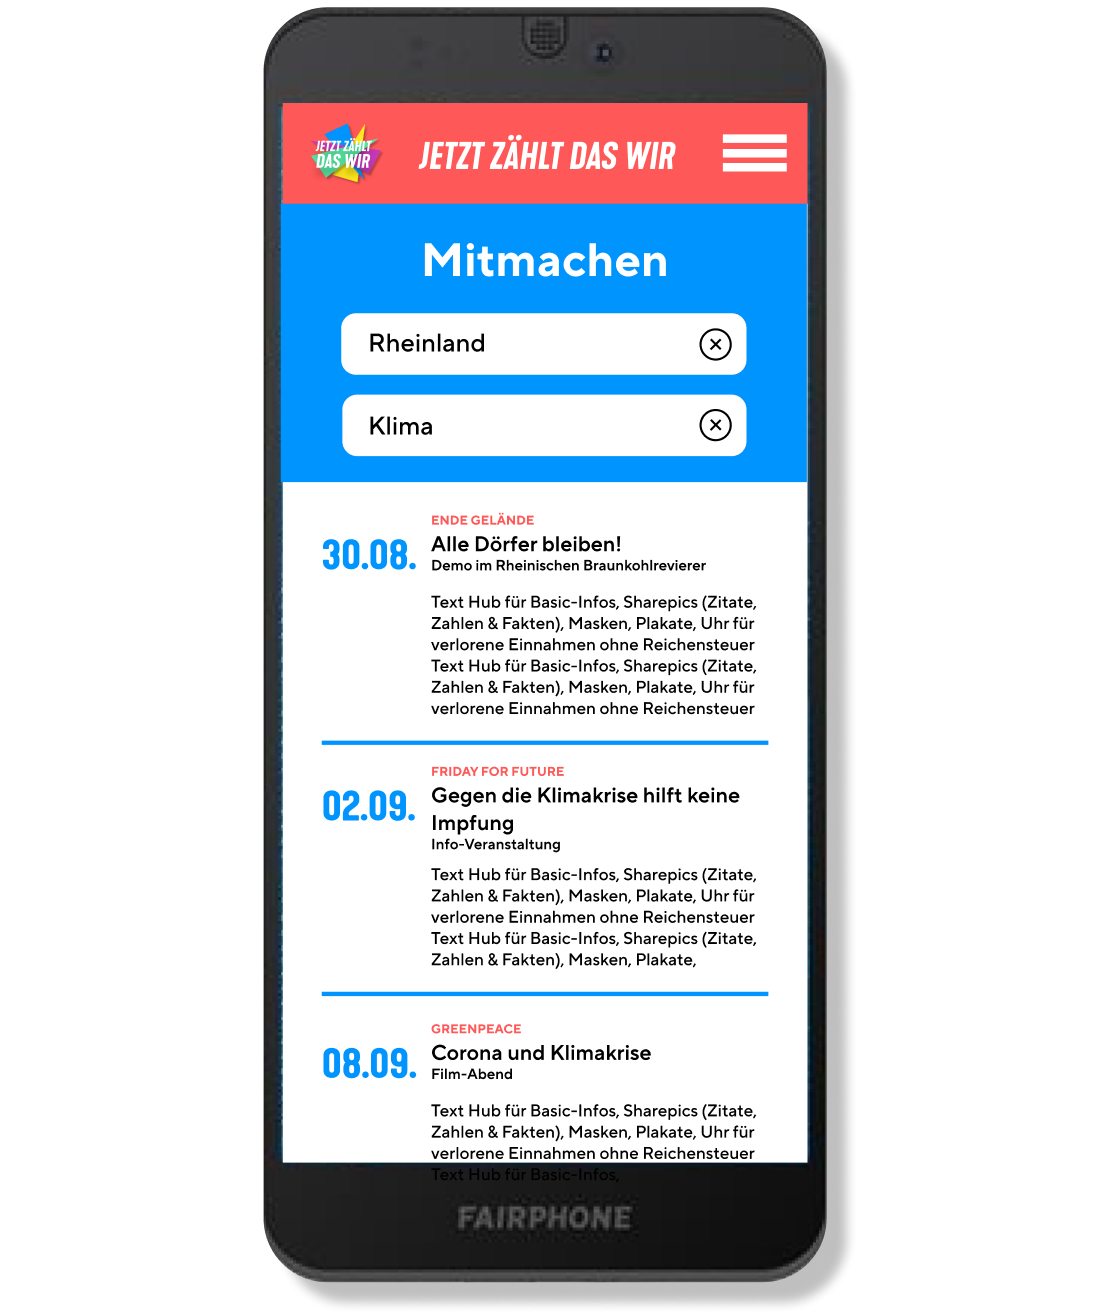 JETZT ZÄHLT
DAS WIR
JETZT ZÄHLT DAS WIR
Mitmachen
Rheinland
Klima
ENDE GELÄNDE
30.08.
Alle Dörfer bleiben!
Demo im Rheinischen Braunkohlrevierer
Text Hub für Basic-Infos, Sharepics (Zitate,
Zahlen & Fakten), Masken, Plakate, Uhr für
verlorene Einnahmen ohne Reichensteuer
Text Hub für Basic-Infos, Sharepics (Zitate,
Zahlen & Fakten), Masken, Plakate, Uhr für
verlorene Einnahmen ohne Reichensteuer
FRIDAY FOR FUTURE
02.09.
Gegen die Klimakrise hilft keine
Impfung
Info-Veranstaltung
Text Hub für Basic-Infos, Sharepics (Zitate,
Zahlen & Fakten), Masken, Plakate, Uhr für
verlorene Einnahmen ohne Reichensteuer
Text Hub für Basic-Infos, Sharepics (Zitate,
Zahlen & Fakten), Masken, Plakate,
GREENPEACE
08.09.
Corona und Klimakrise
Film-Abend
Text Hub für Basic-Infos, Sharepics (Zitate,
Zahlen & Fakten), Masken, Plakate, Uhr für
verlorene Einnahmen ohne Reichensteuer
Text Hub für Basic-Infos,
FAIRPHONE